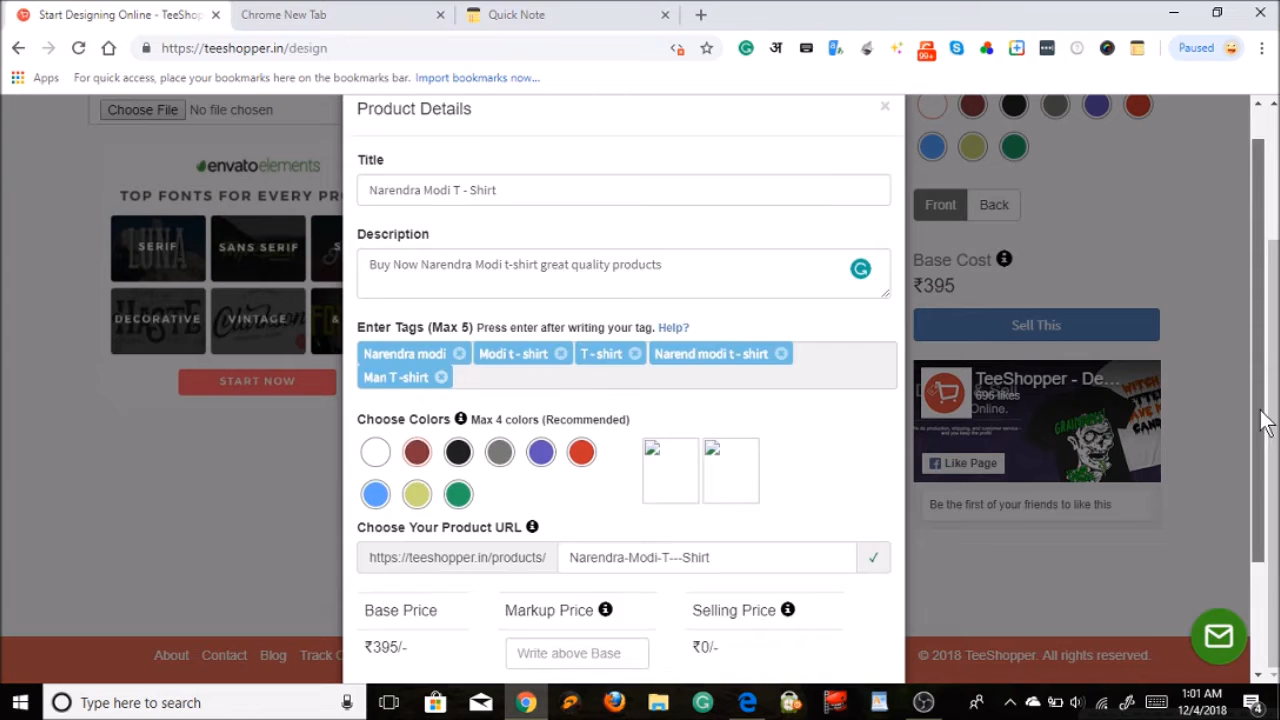 Start Designing Online - TeeShop
Chrome New Tab
Quick Note
https://teeshopper.in/design
अ
99+
Paused
Apps
For quick access, place your bookmarks here on the bookmarks bar. Import bookmarks now...
Choose File No file chosen
Product Details
envatoelements
TOP FONTS FOR EVERY PR
SERIF
SANS SERIF
S
DECORATIVE
VINTAGE
&
START NOW
Title
Narendra Modi T - Shirt
Description
Buy Now Narendra Modi t-shirt great quality products
Enter Tags (Max 5) Press enter after writing your tag. Help?
Narendra modi
Modi t - shirt
T - shirt
Narend modi t - shirt
Man T -shirt
Choose Colors Max 4 colors (Recommended)
Choose Your Product URL
https://teeshopper.in/products/
Narendra-Modi-T---Shirt
Base Price
Markup Price
Selling Price
₹395/-
Write above Base
₹0/-
Front
Back
Base Cost
₹395
Sell This
TeeShopper - De...
696 likes
Online.
Like Page
Be the first of your friends to like this
About
Contact
Blog
Track
© 2018 TeeShopper. All rights reserved.
Type here to search
1:01 AM
12/4/2018
4